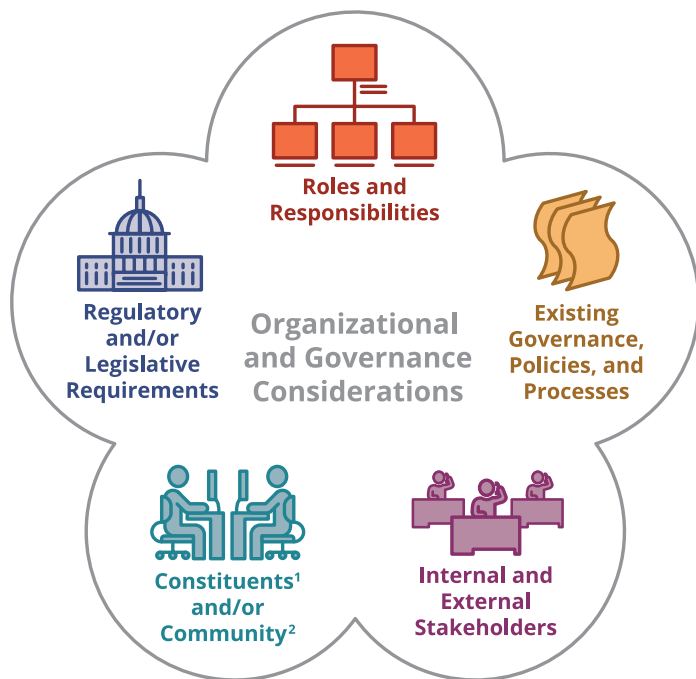 Roles and
Responsibilities
Regulatory
and/or
Legislative
Requirements
Organizational
and Governance
Considerations
Existing
Governance,
Policies, and
Processes
Constituents¹
and/or
Community²
Internal and
External
Stakeholders